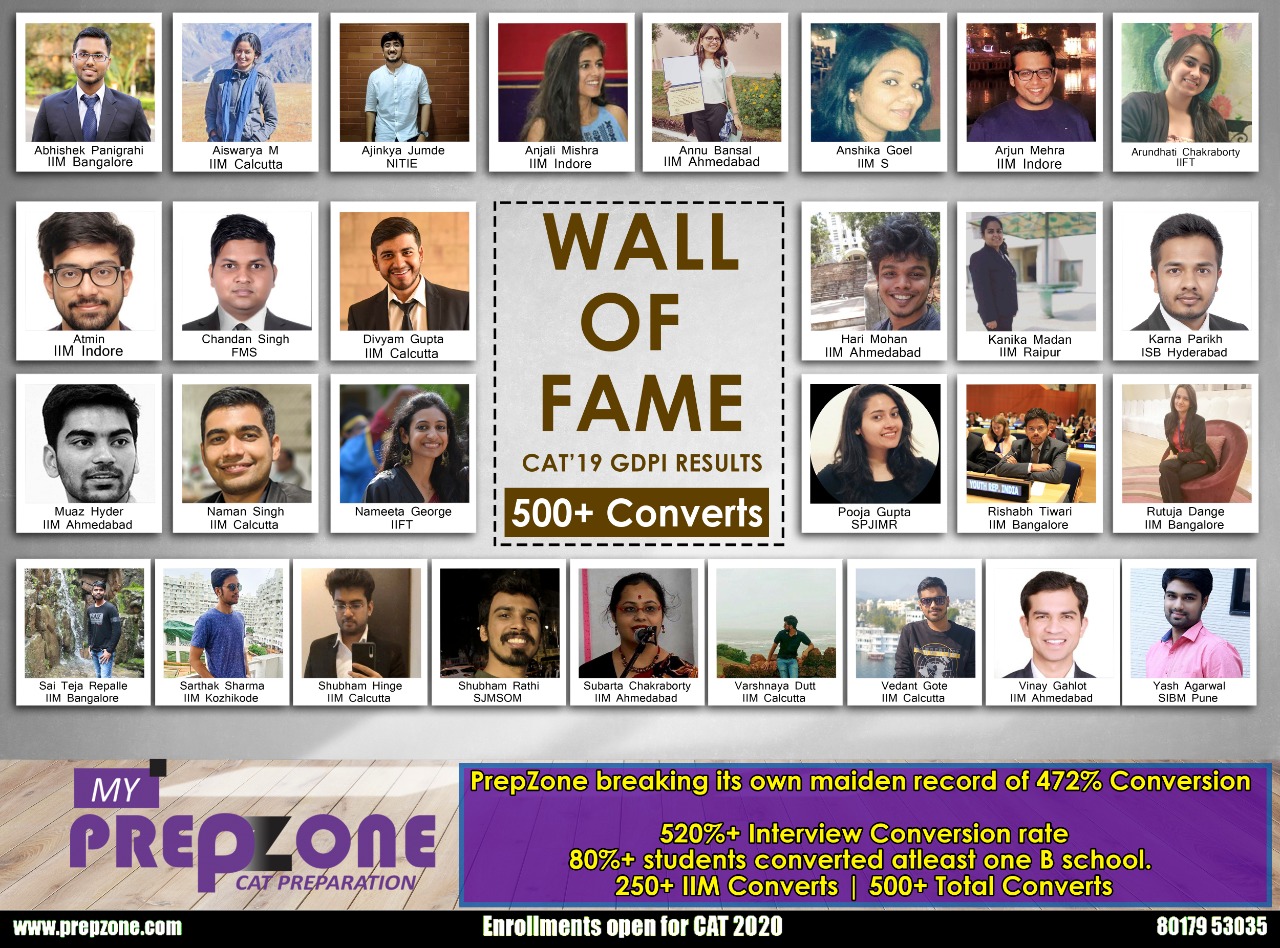 Abhishek Panigrahi
IIM Bangalore
Aiswarya M
IIM Calcutta
Ajinkya Jumde
NITIE
Anjali Mishra
IIM Indore
Annu Bansal
IIM Ahmedabad
Anshika Goel
IIM S
Arjun Mehra
IIM Indore
Arundhati Chakraborty
IIFT
Atmin
IIM Indore
Chandan Singh
FMS
Divyam Gupta
IIM Calcutta
WALL
OF
FAME
CAT'19 GDPI RESULTS
500+ Converts
Hari Mohan
IIM Ahmedabad
Kanika Madan
IIM Raipur
Karna Parikh
ISB Hyderabad
Muaz Hyder
IIM Ahmedabad
Naman Singh
IIM Calcutta
Nameeta George
IIFT
Pooja Gupta
SPJIMR
YOUTH REP. INDIA
Rishabh Tiwari
IIM Bangalore
Rutuja Dange
IIM Bangalore
Sai Teja Repalle
IIM Bangalore
Sarthak Sharma
IIM Kozhikode
Shubham Hinge
IIM Calcutta
Shubham Rathi
SJMSOM
Subarta Chakraborty
IIM Ahmedabad
Varshnaya Dutt
IIM Calcutta
Vedant Gote
IIM Calcutta
Vinay Gahlot
IIM Ahmedabad
Yash Agarwal
SIBM Pune
MY
PREPZONE
CAT PREPARATION
PrepZone breaking its own maiden record of 472% Conversion
520%+ Interview Conversion rate
80%+ students converted atleast one B school.
250+ IIM Converts | 500+ Total Converts
www.prepzone.com
Enrollments open for CAT 2020
80179 53035